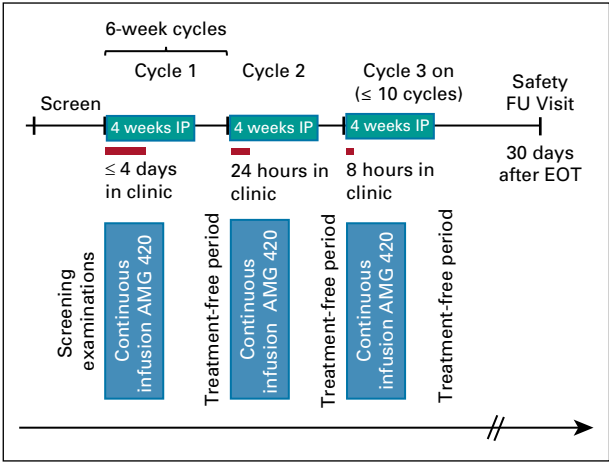 6-week cycles
Cycle 1
Cycle 2
Cycle 3 on
(≤ 10 cycles)
Safety
FU Visit
Screen
4 weeks IP
4 weeks IP
4 weeks IP
≤ 4 days
in clinic
24 hours in
clinic
8 hours in
clinic
30 days
after EOT
Screening
examinations
Continuous
infusion AMG 420
Treatment-free period
Continuous
infusion AMG 420
Treatment-free period
Continuous
infusion AMG 420
Treatment-free period